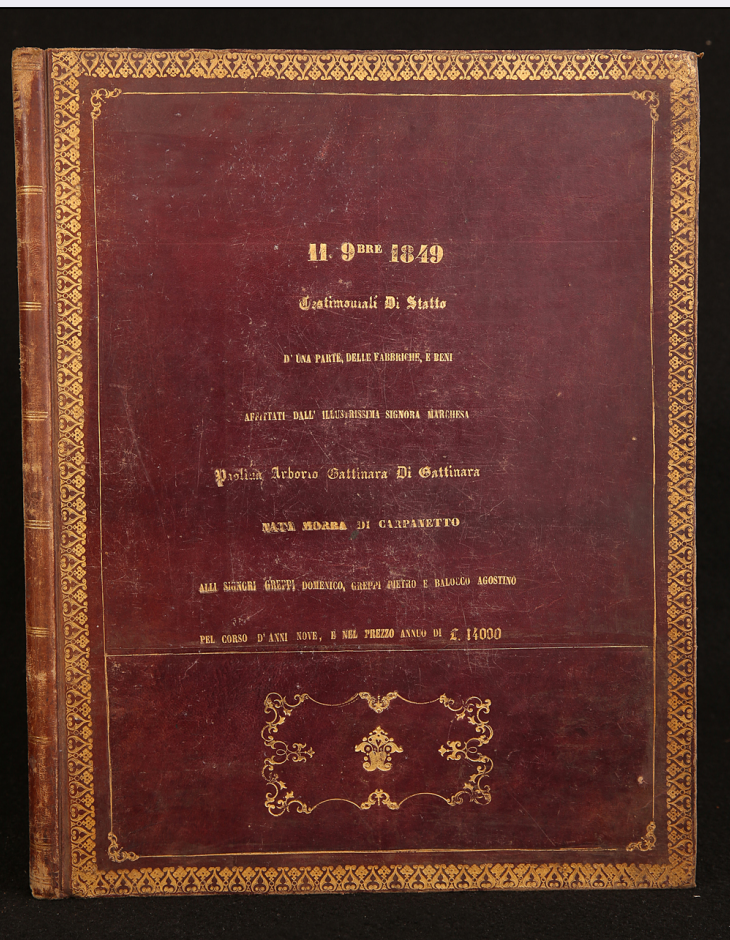 11. 9BRE 1849
Testimoniali Di Statto
D' UNA PARTE, DELLE FABBRICHE, E BENI
AFFITTATI DALL' ILLUSTRISSIMA SIGNORA MARCHESA
Paolina Arborio Gattinara Di Gattinara
NATA MORRA DI CARPANETTO
ALLI SIGNORI GREPPI DOMENICO, GREPPI PIETRO E BALOCCO AGOSTINO
PEL CORSO D' ANNI NOVE, E NEL PREZZO ANNUO DI £. 14000